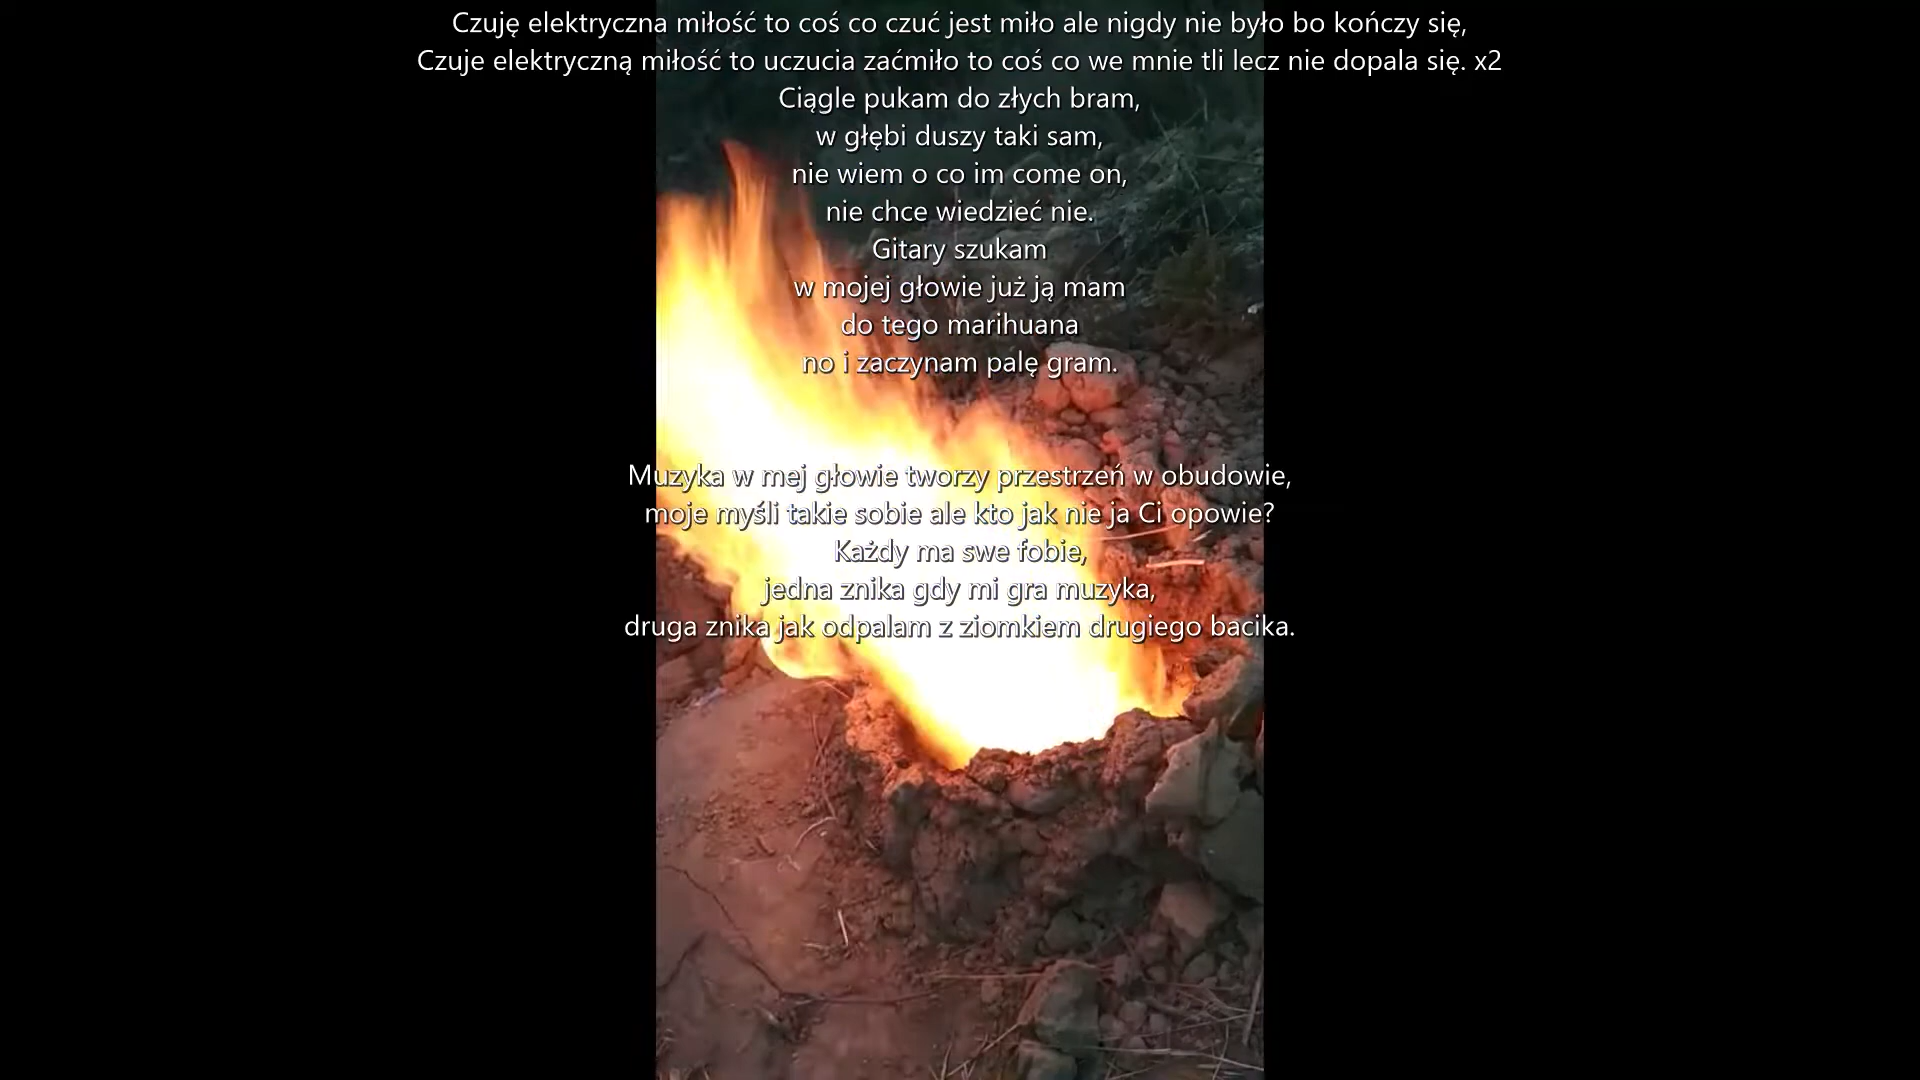 Czuję elektryczna miłość to coś co czuć jest miło ale nigdy nie było bo kończy się,
Czuje elektryczną miłość to uczucia zaćmiło to coś co we mnie tli lecz nie dopala się. x2
Ciągle pukam do złych bram,
w głębi duszy taki sam,
nie wiem o co im come on,
nie chce wiedzieć nie.
Gitary szukam
w mojej głowie już ją mam
do tego marihuana
no i zaczynam palę gram.
Muzyka w mej głowie tworzy przestrzeń w obudowie,
moje myśli takie sobie ale kto jak nie ja Ci opowie?
Każdy ma swe fobie,
jedna znika gdy mi gra muzyka,
druga znika jak odpalam z ziomkiem drugiego bacika.